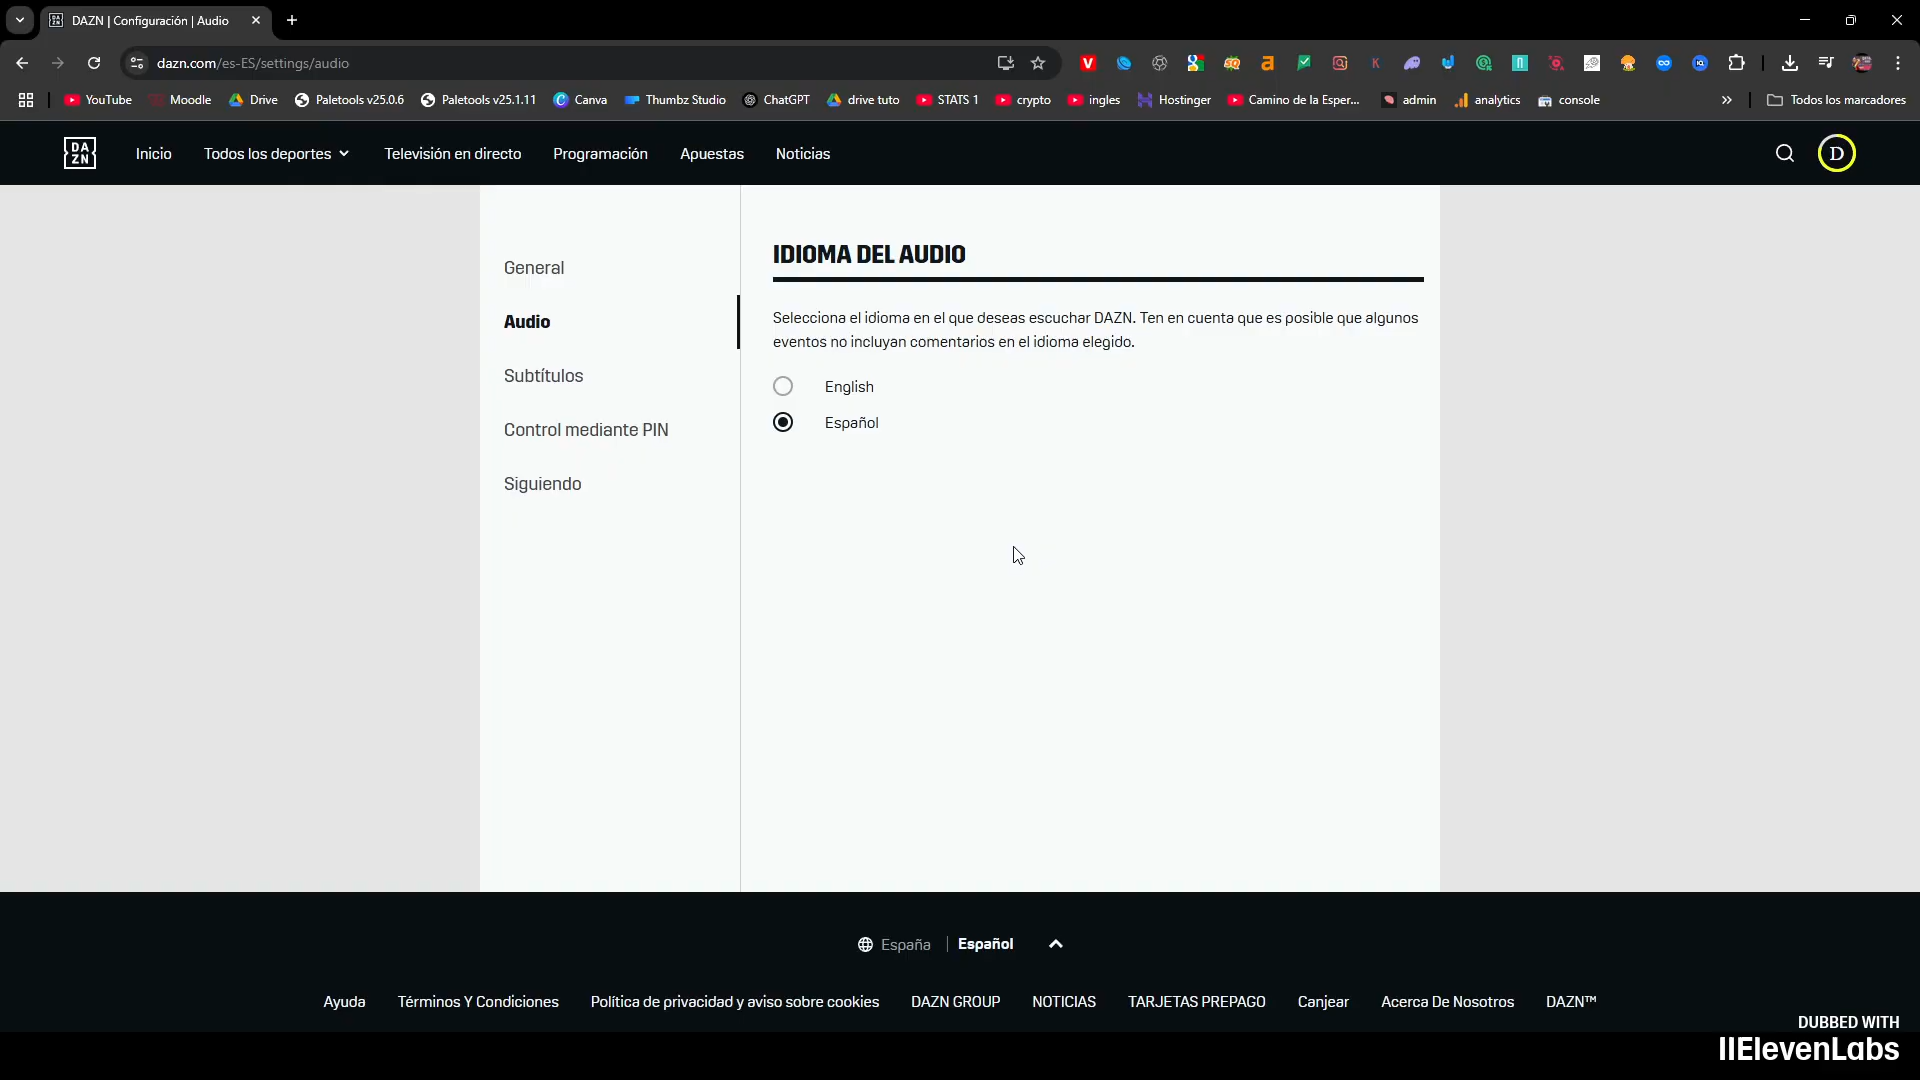 DAZN | Configuración | Audio
dazn.com/es-ES/settings/audio
YouTube Moodle Drive Paletools v25.0.6 Paletools v25.1.11 Canva Thumbz Studio ChatGPT drive tuto STATS 1 crypto ingles Hostinger Camino de la Esper... admin analytics console Todos los marcadores
DA
ZN
Inicio Todos los deportes Televisión en directo Programación Apuestas Noticias D
General
Audio
Subtítulos
Control mediante PIN
Siguiendo
IDIOMA DEL AUDIO
Selecciona el idioma en el que deseas escuchar DAZN. Ten en cuenta que es posible que algunos
eventos no incluyan comentarios en el idioma elegido.
English
Español
España | Español
Ayuda Términos Y Condiciones Política de privacidad y aviso sobre cookies DAZN GROUP NOTICIAS TARJETAS PREPAGO Canjear Acerca De Nosotros DAZN™
DUBBED WITH
IIElevenLabs